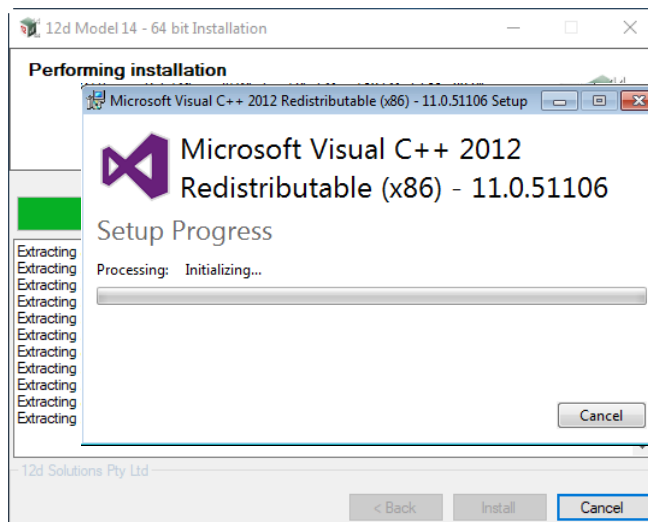 12d Model 14 - 64 bit Installation
Performing installation
Microsoft Visual C++ 2012 Redistributable (x86) - 11.0.51106 Setup
Microsoft Visual C++ 2012
Redistributable (x86) - 11.0.51106
Setup Progress
Processing: Initializing...
Extracting
Extracting
Extracting
Extracting
Extracting
Extracting
Extracting
Extracting
Extracting
Extracting
Extracting
Cancel
12d Solutions Pty Ltd
< Back Install Cancel